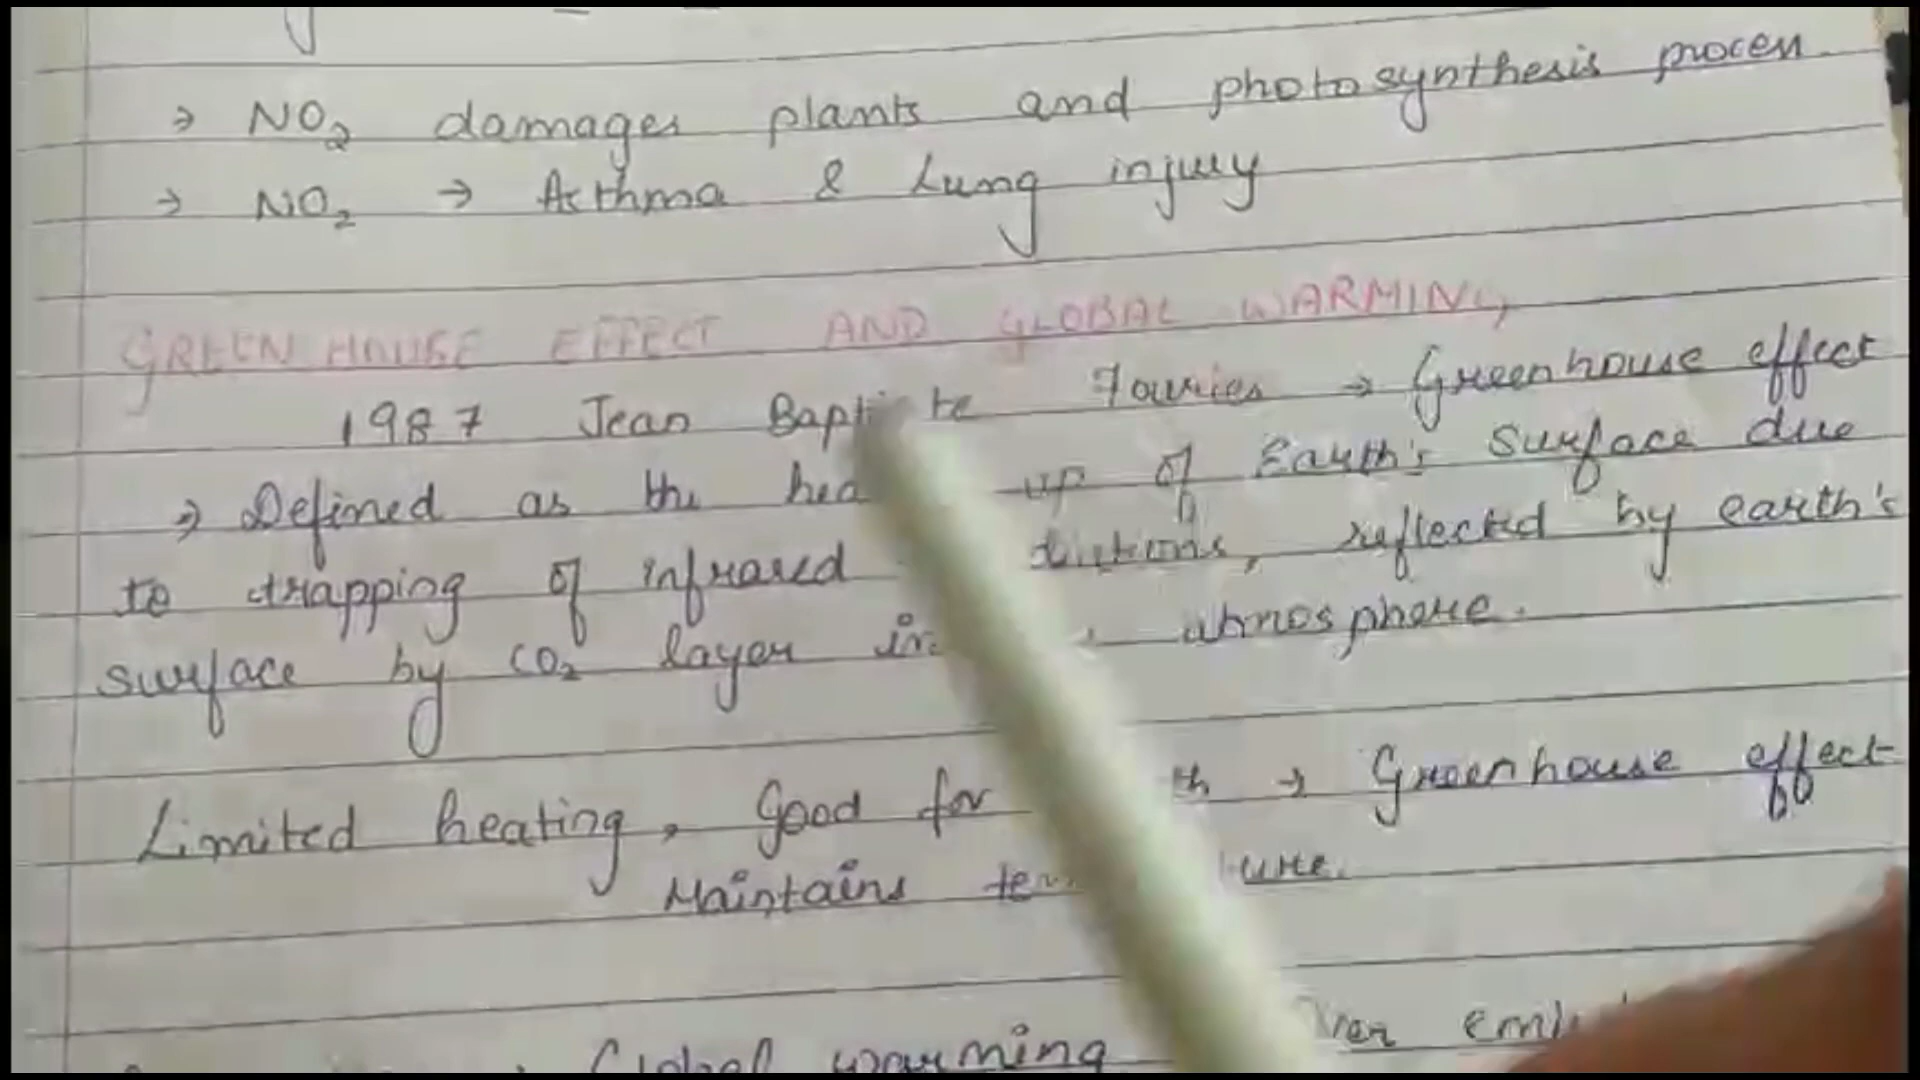 → NO2 damages plants and photosynthesis process
→ NO2 → Asthma & Lung injury
GREEN HOUSE EFFECT AND GLOBAL WARMING
1987 Jean Fouries → Greenhouse effect
→ Defined as the up of Earth's surface due
to trapping of infrared reflected by earth's
surface by CO2 layer in atmosphere.
Limited heating, Good for → Greenhouse effect
Maintains
Global warming